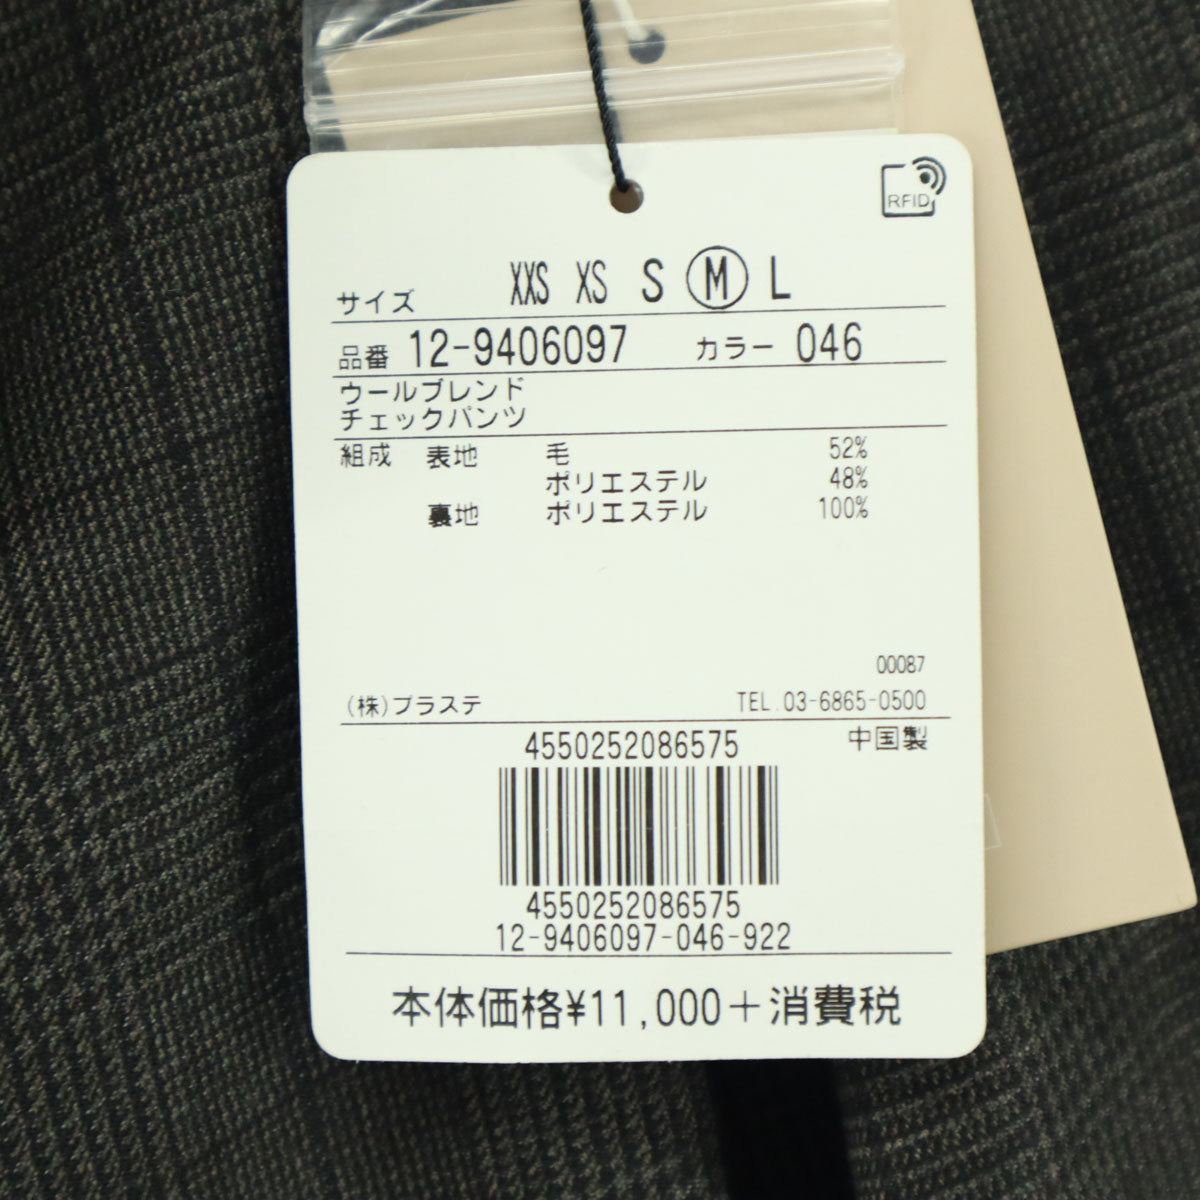 RFID
サイズ XXS XS S M L
品番 12-9406097 カラー 046
ウールブレンド
チェックパンツ
組成 表地 毛 52%
ポリエステル 48%
裏地 ポリエステル 100%
00087
(株)プラステ TEL.03-6865-0500
4550252086575 中国製
4550252086575
12-9406097-046-922
本体価格¥11,000+消費税